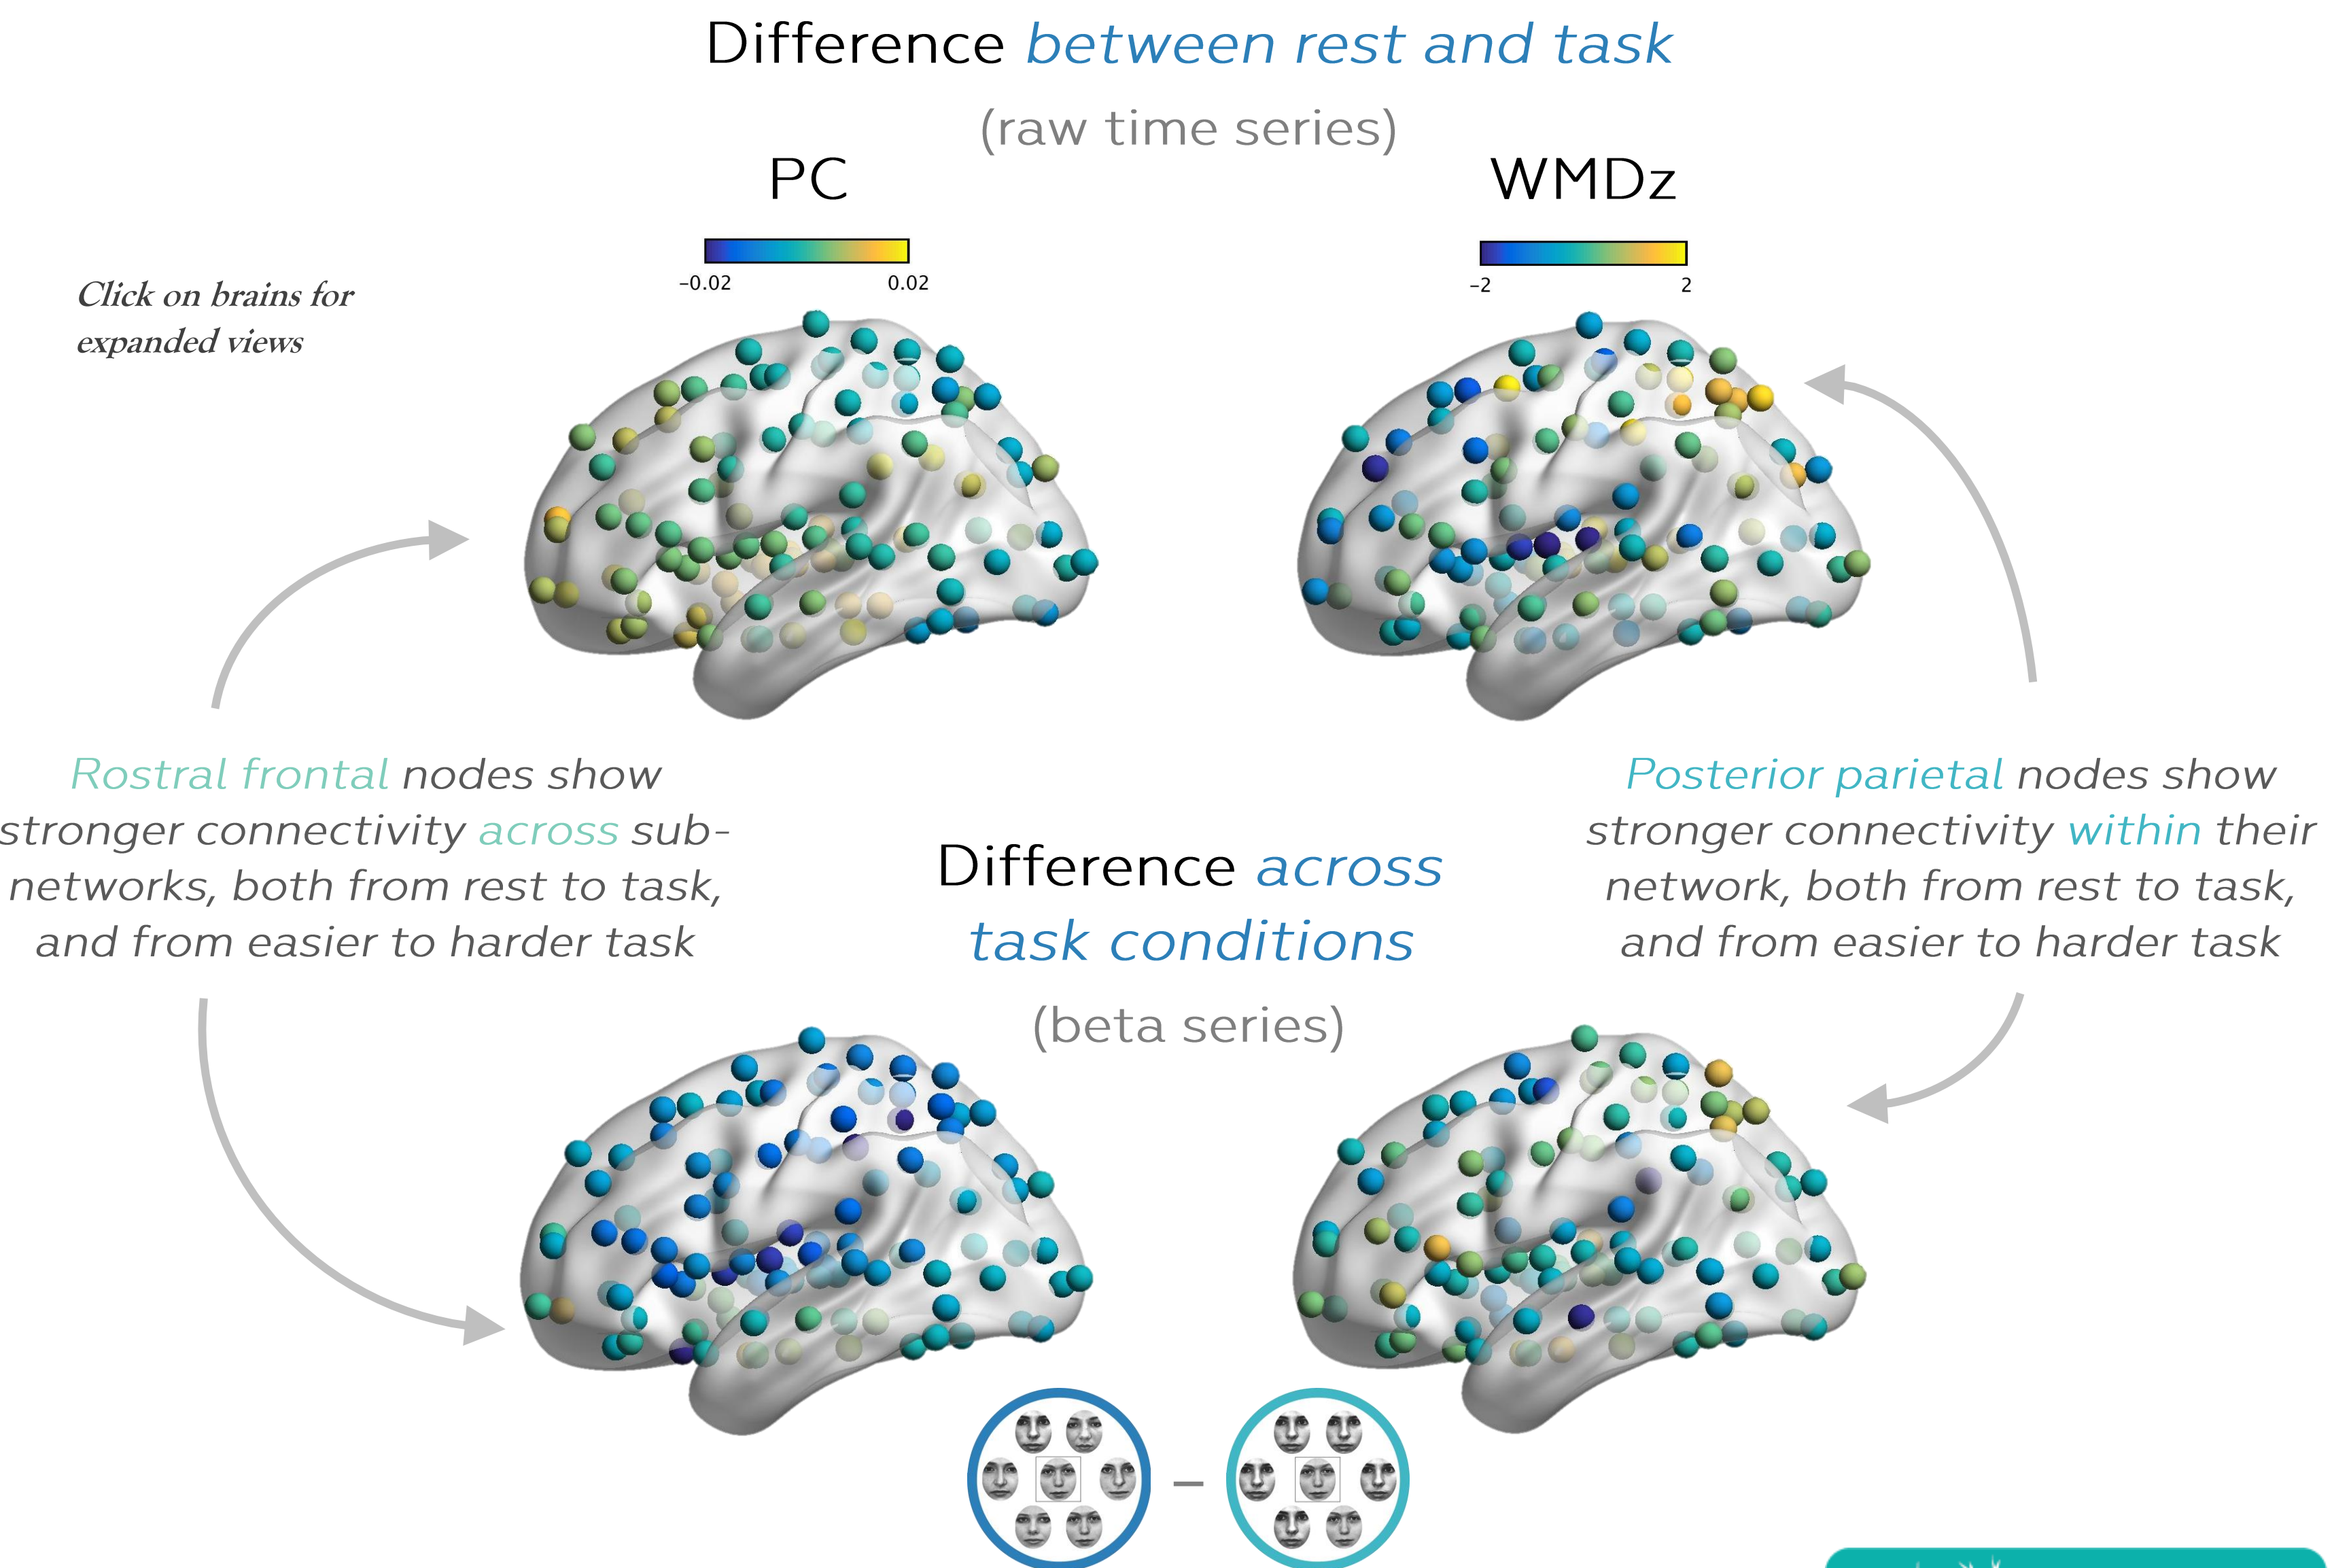 Difference between rest and task
(raw time series)
PC
WMDz
-0.02
0.02
-2
2
Click on brains for
expanded views
Rostral frontal nodes show
stronger connectivity across sub-
networks, both from rest to task,
and from easier to harder task
Posterior parietal nodes show
stronger connectivity within their
network, both from rest to task,
and from easier to harder task
Difference across
task conditions
(beta series)
–